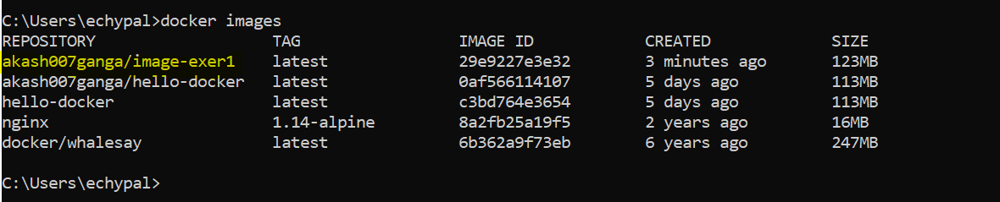 C:\Users\echypal>docker images
REPOSITORY TAG IMAGE ID CREATED SIZE
akash007ganga/image-exer1 latest 29e9227e3e32 3 minutes ago 123MB
akash007ganga/hello-docker latest 0af566114107 5 days ago 113MB
hello-docker latest c3bd764e3654 5 days ago 113MB
nginx 1.14-alpine 8a2fb25a19f5 2 years ago 16MB
docker/whalesay latest 6b362a9f73eb 6 years ago 247MB
C:\Users\echypal>